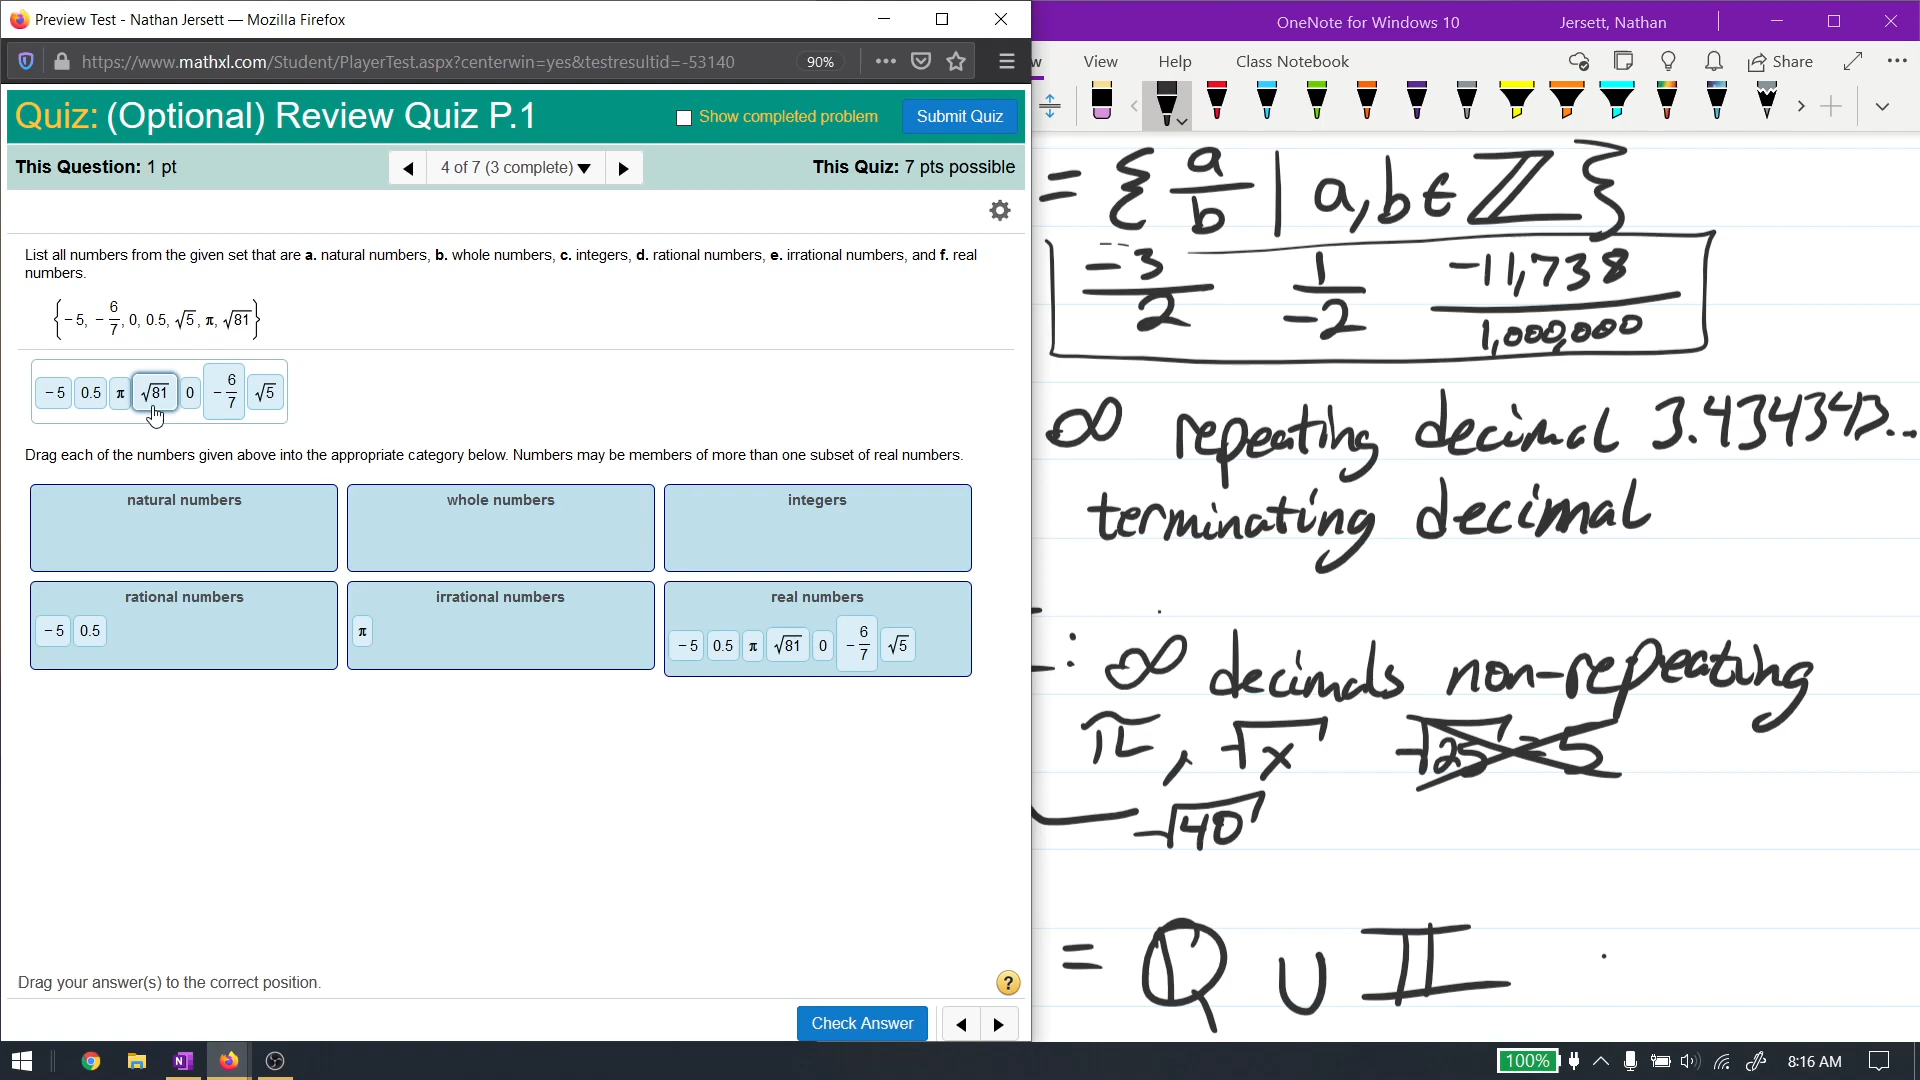 Preview Test - Nathan Jersett — Mozilla Firefox
https://www.mathxl.com/Student/PlayerTest.aspx?centerwin=yes&testresultid=-53140
90%
Quiz: (Optional) Review Quiz P.1
Show completed problem
Submit Quiz
This Question: 1 pt
4 of 7 (3 complete)
This Quiz: 7 pts possible
List all numbers from the given set that are a. natural numbers, b. whole numbers, c. integers, d. rational numbers, e. irrational numbers, and f. real
numbers.
{ -5, -6/7, 0, 0.5, √5, π, √81 }
-5 0.5 π √81 0 -6/7 √5
Drag each of the numbers given above into the appropriate category below. Numbers may be members of more than one subset of real numbers.
natural numbers whole numbers integers
rational numbers irrational numbers real numbers
-5 0.5 π -5 0.5 π √81 0 -6/7 √5
Drag your answer(s) to the correct position.
?
Check Answer
OneNote for Windows 10
Jersett, Nathan
w View Help Class Notebook Share
= { a/b | a,b ∈ ℤ }
-3/2 1/-2 -11,738/1,000,000
∞ repeating decimal 3.434343...
terminating decimal
: ∞ decimals non-repeating
π, √x √25 = 5
√40
= ℚ ∪ 𝕀
100%
8:16 AM